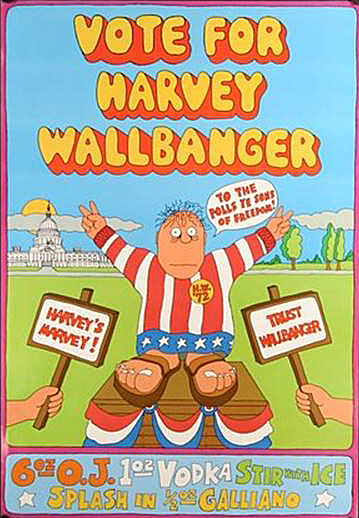 VOTE FOR
HARVEY
WALLBANGER
TO THE
POLLS YE SONS
OF FREEDOM!
H.W.
'72
HARVEY'S
MARVEY!
TRUST
WALLBANGER
6oz O.J. 1oz VODKA STIR WITH ICE
SPLASH IN ½oz GALLIANO